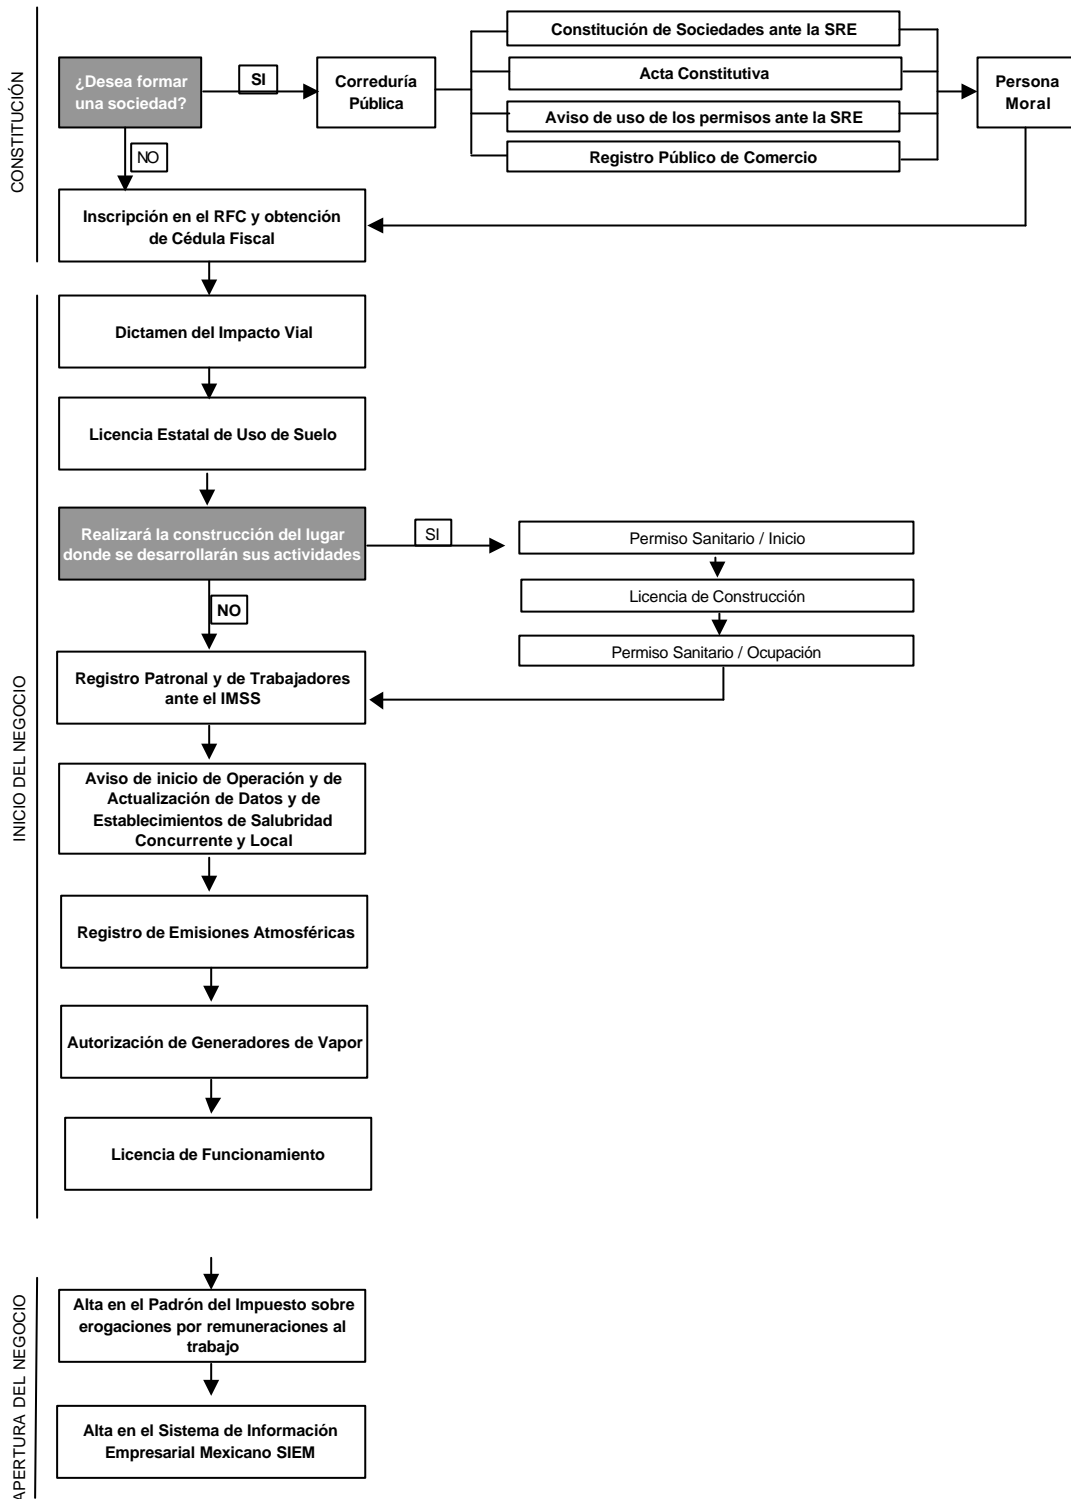 CONSTITUCIÓN
¿Desea formar
una sociedad?
SI
Correduría
Pública
Constitución de Sociedades ante la SRE
Acta Constitutiva
Aviso de uso de los permisos ante la SRE
Registro Público de Comercio
Persona
Moral
NO
Inscripción en el RFC y obtención
de Cédula Fiscal
INICIO DEL NEGOCIO
Dictamen del Impacto Vial
Licencia Estatal de Uso de Suelo
Realizará la construcción del lugar
donde se desarrollarán sus actividades
SI
Permiso Sanitario / Inicio
Licencia de Construcción
Permiso Sanitario / Ocupación
NO
Registro Patronal y de Trabajadores
ante el IMSS
Aviso de inicio de Operación y de
Actualización de Datos y de
Establecimientos de Salubridad
Concurrente y Local
Registro de Emisiones Atmosféricas
Autorización de Generadores de Vapor
Licencia de Funcionamiento
APERTURA DEL NEGOCIO
Alta en el Padrón del Impuesto sobre
erogaciones por remuneraciones al
trabajo
Alta en el Sistema de Información
Empresarial Mexicano SIEM